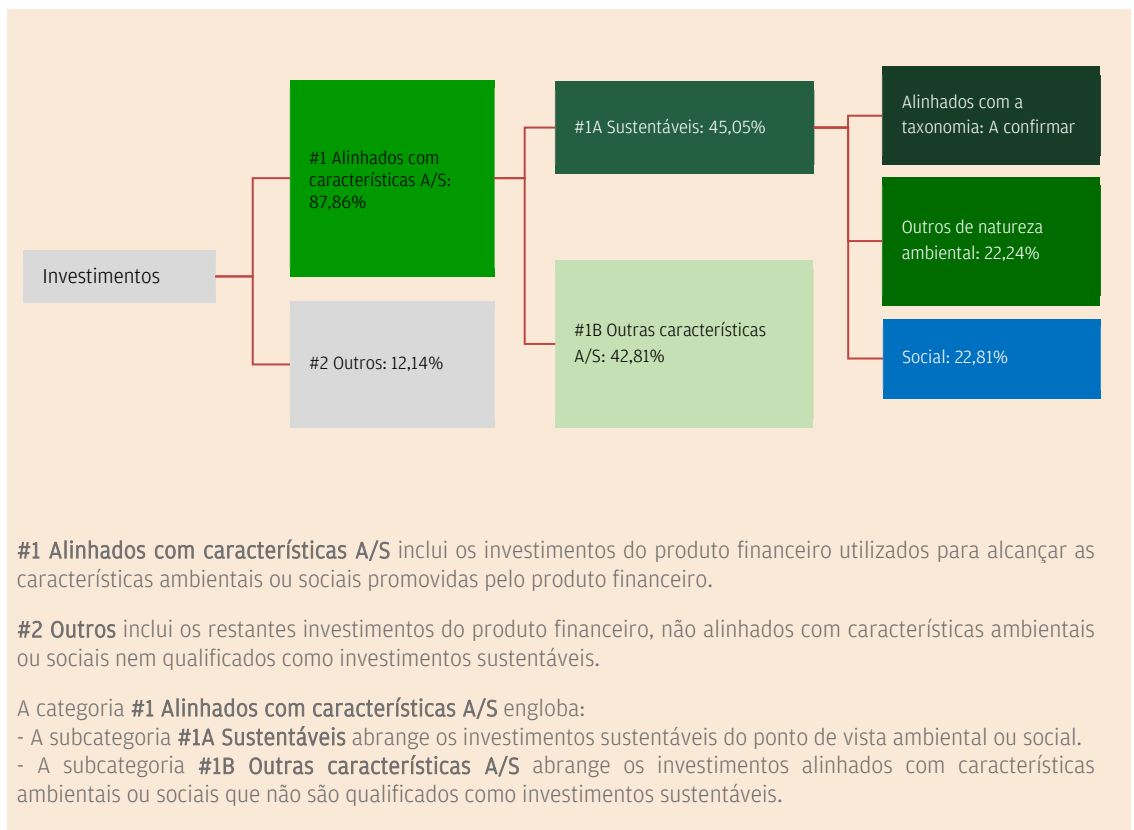 Investimentos
#1 Alinhados com
características A/S:
87,86%
#2 Outros: 12,14%
#1A Sustentáveis: 45,05%
#1B Outras características
A/S: 42,81%
Alinhados com a
taxonomia: A confirmar
Outros de natureza
ambiental: 22,24%
Social: 22,81%
#1 Alinhados com características A/S inclui os investimentos do produto financeiro utilizados para alcançar as
características ambientais ou sociais promovidas pelo produto financeiro.
#2 Outros inclui os restantes investimentos do produto financeiro, não alinhados com características ambientais
ou sociais nem qualificados como investimentos sustentáveis.
A categoria #1 Alinhados com características A/S engloba:
- A subcategoria #1A Sustentáveis abrange os investimentos sustentáveis do ponto de vista ambiental ou social.
- A subcategoria #1B Outras características A/S abrange os investimentos alinhados com características
ambientais ou sociais que não são qualificados como investimentos sustentáveis.